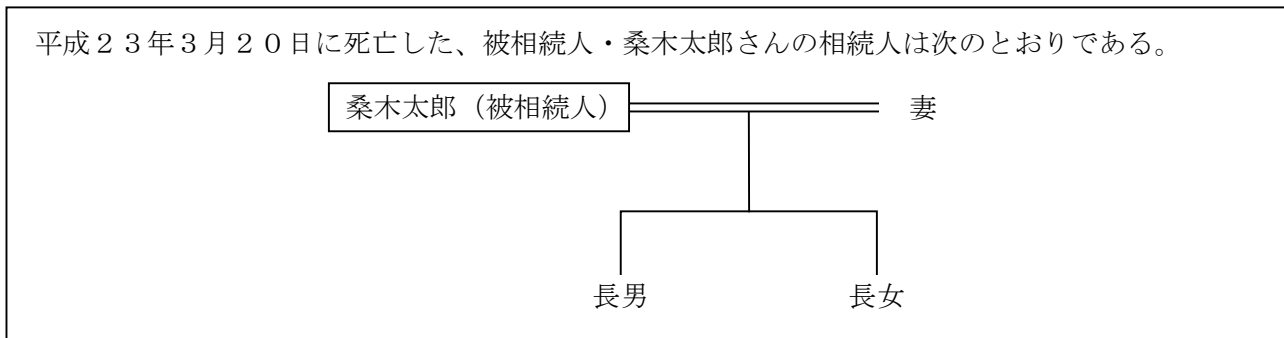 平成２３年３月２０日に死亡した、被相続人・桑木太郎さんの相続人は次のとおりである。
桑木太郎（被相続人） 妻
長男 長女